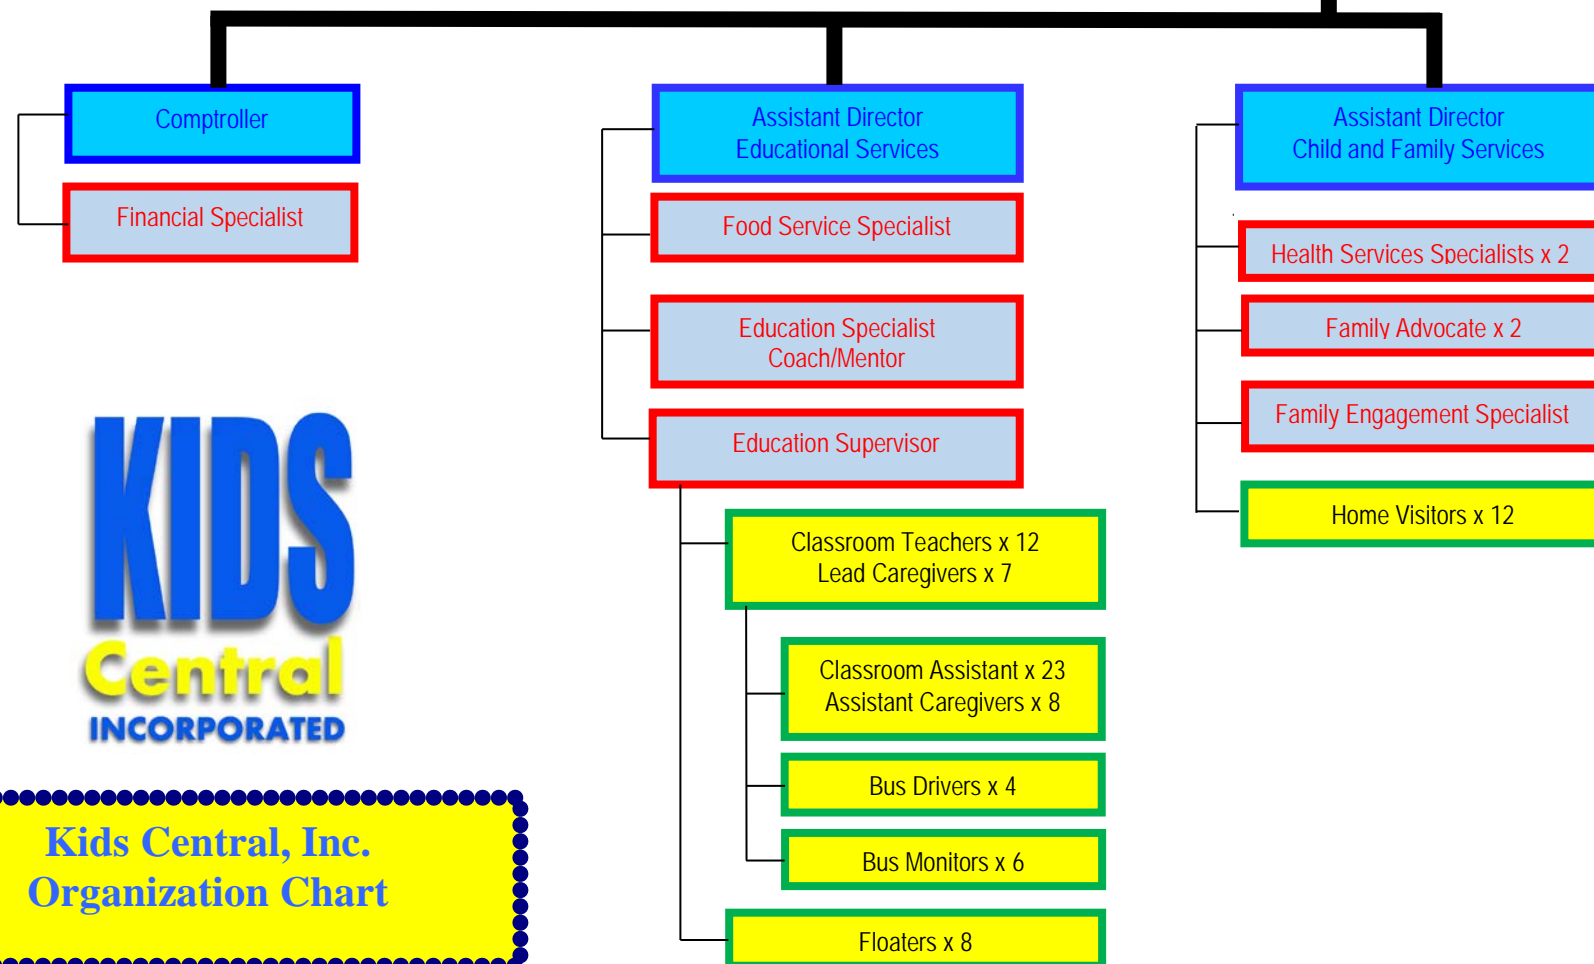 Comptroller
Financial Specialist
KIDS
Central
INCORPORATED
Kids Central, Inc.
Organization Chart
Assistant Director
Educational Services
Food Service Specialist
Education Specialist
Coach/Mentor
Education Supervisor
Classroom Teachers x 12
Lead Caregivers x 7
Classroom Assistant x 23
Assistant Caregivers x 8
Bus Drivers x 4
Bus Monitors x 6
Floaters x 8
Assistant Director
Child and Family Services
Health Services Specialists x 2
Family Advocate x 2
Family Engagement Specialist
Home Visitors x 12